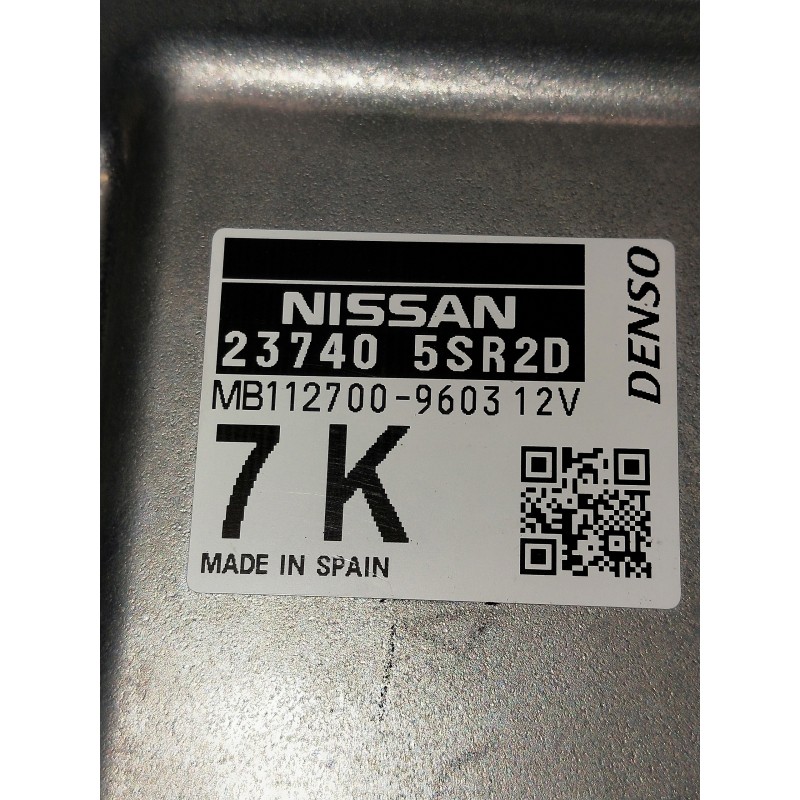 NISSAN
23740 5SR2D
MB112700-9603 12V
7K
MADE IN SPAIN
DENSO